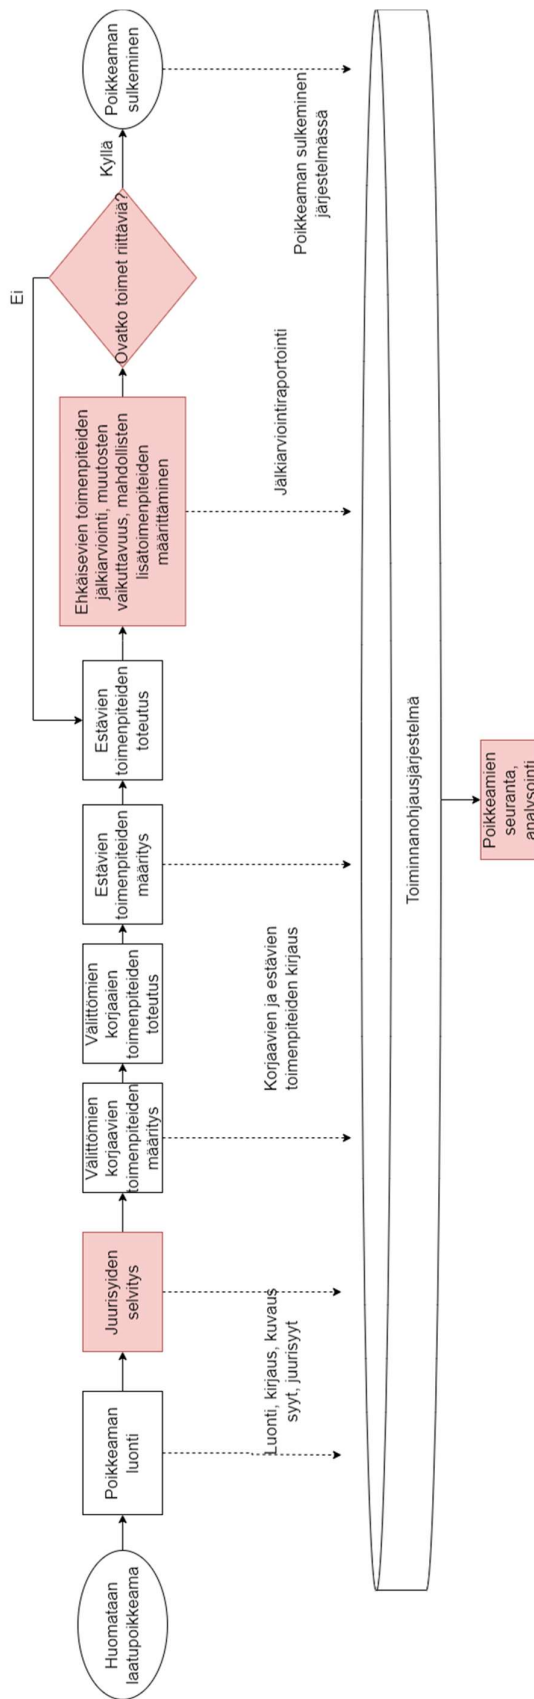 Huomataan
laatupoikkeama
Poikkeaman
luonti
Juurisyiden
selvitys
Välittömien
korjaavien
toimenpiteiden
määritys
Välittömien
korjaaien
toimenpiteiden
toteutus
Estävien
toimenpiteiden
määritys
Estävien
toimenpiteiden
toteutus
Ehkäisevien toimenpiteiden
jälkiarviointi, muutosten
vaikuttavuus, mahdollisten
lisätoimenpiteiden
määrittäminen
Ovatko toimet riittäviä?
Ei
Kyllä
Poikkeaman
sulkeminen
Luonti, kirjaus, kuvaus
syyt, juurisyyt
Korjaavien ja estävien
toimenpiteiden kirjaus
Jälkiarviointiraportointi
Poikkeaman sulkeminen
järjestelmässä
Toiminnanohjausjärjestelmä
Poikkeamien
seuranta,
analysointi